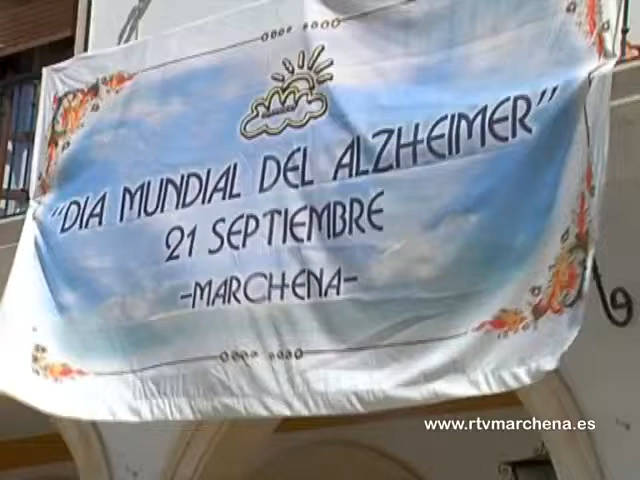 "DIA MUNDIAL DEL ALZHEIMER"
21 SEPTIEMBRE
-MARCHENA-
www.rtvmarchena.es